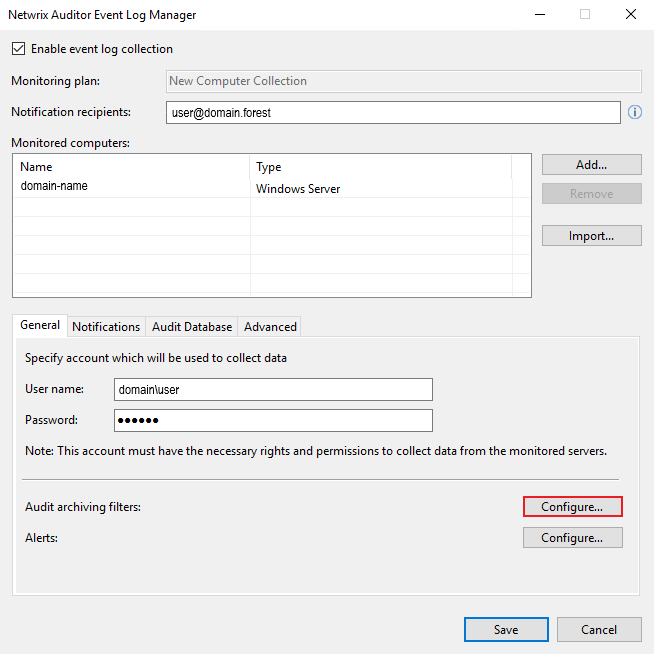 Netwrix Auditor Event Log Manager
Enable event log collection
Monitoring plan: New Computer Collection
Notification recipients: user@domain.forest
Monitored computers:
Name Type Add...
domain-name Windows Server Remove
Import...
General Notifications Audit Database Advanced
Specify account which will be used to collect data
User name: domain\user
Password: ●●●●●●
Note: This account must have the necessary rights and permissions to collect data from the monitored servers.
Audit archiving filters: Configure...
Alerts: Configure...
Save Cancel